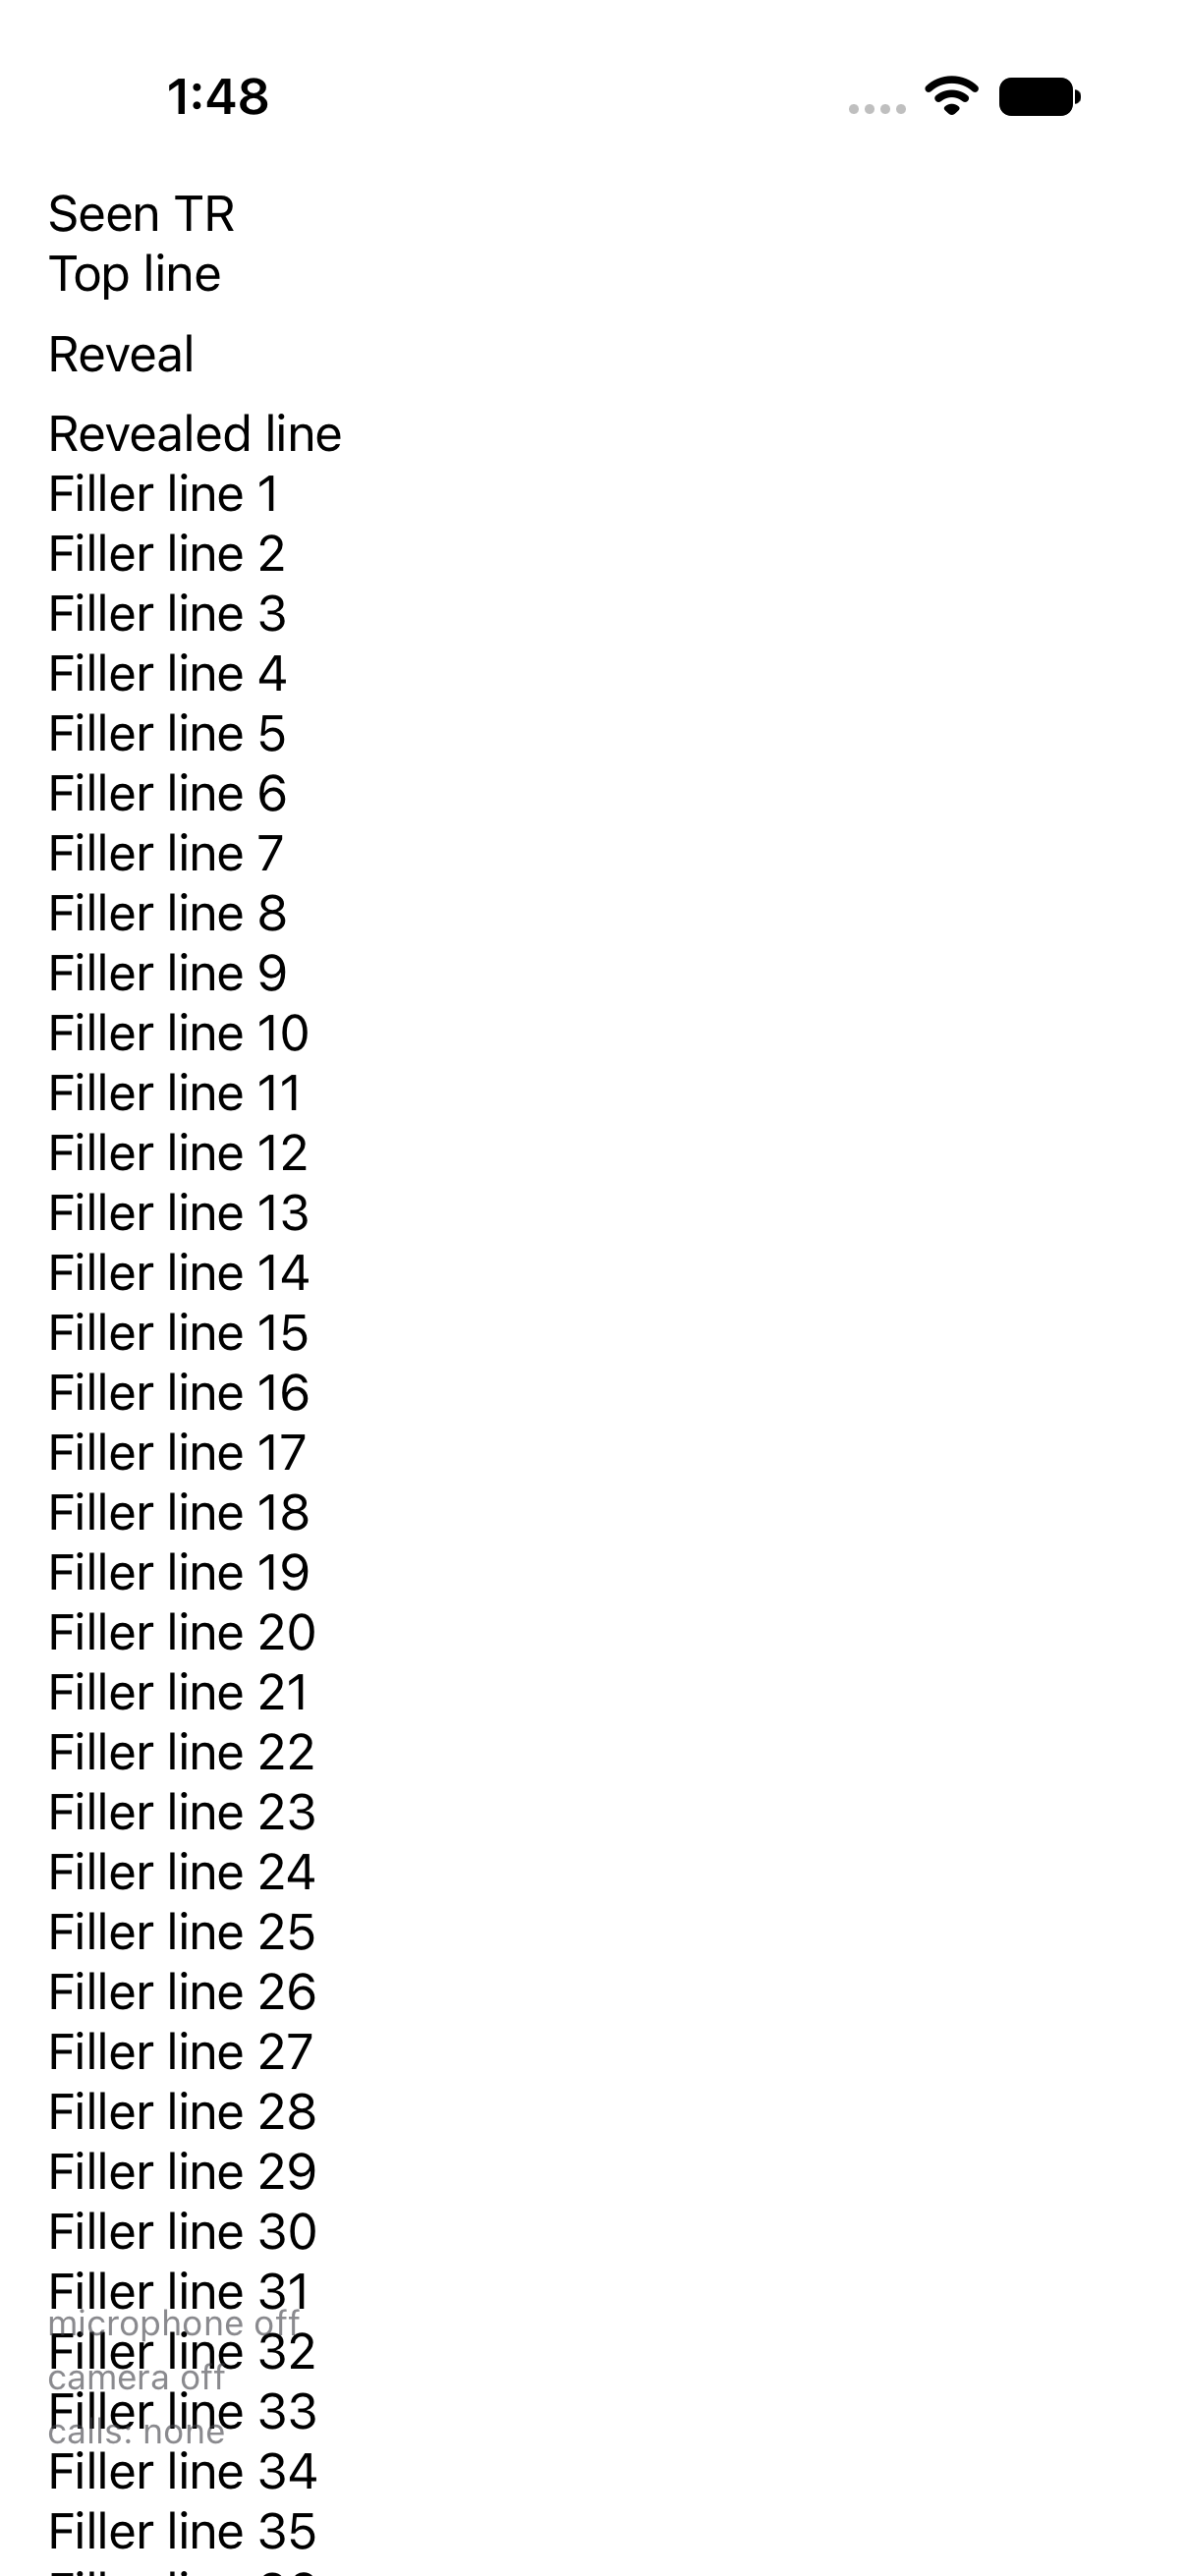 1:48
Seen TR
Top line
Reveal
Revealed line
Filler line 1
Filler line 2
Filler line 3
Filler line 4
Filler line 5
Filler line 6
Filler line 7
Filler line 8
Filler line 9
Filler line 10
Filler line 11
Filler line 12
Filler line 13
Filler line 14
Filler line 15
Filler line 16
Filler line 17
Filler line 18
Filler line 19
Filler line 20
Filler line 21
Filler line 22
Filler line 23
Filler line 24
Filler line 25
Filler line 26
Filler line 27
Filler line 28
Filler line 29
Filler line 30
Filler line 31
microphone off
Filler line 32
camera off
Filler line 33
calls: none
Filler line 34
Filler line 35